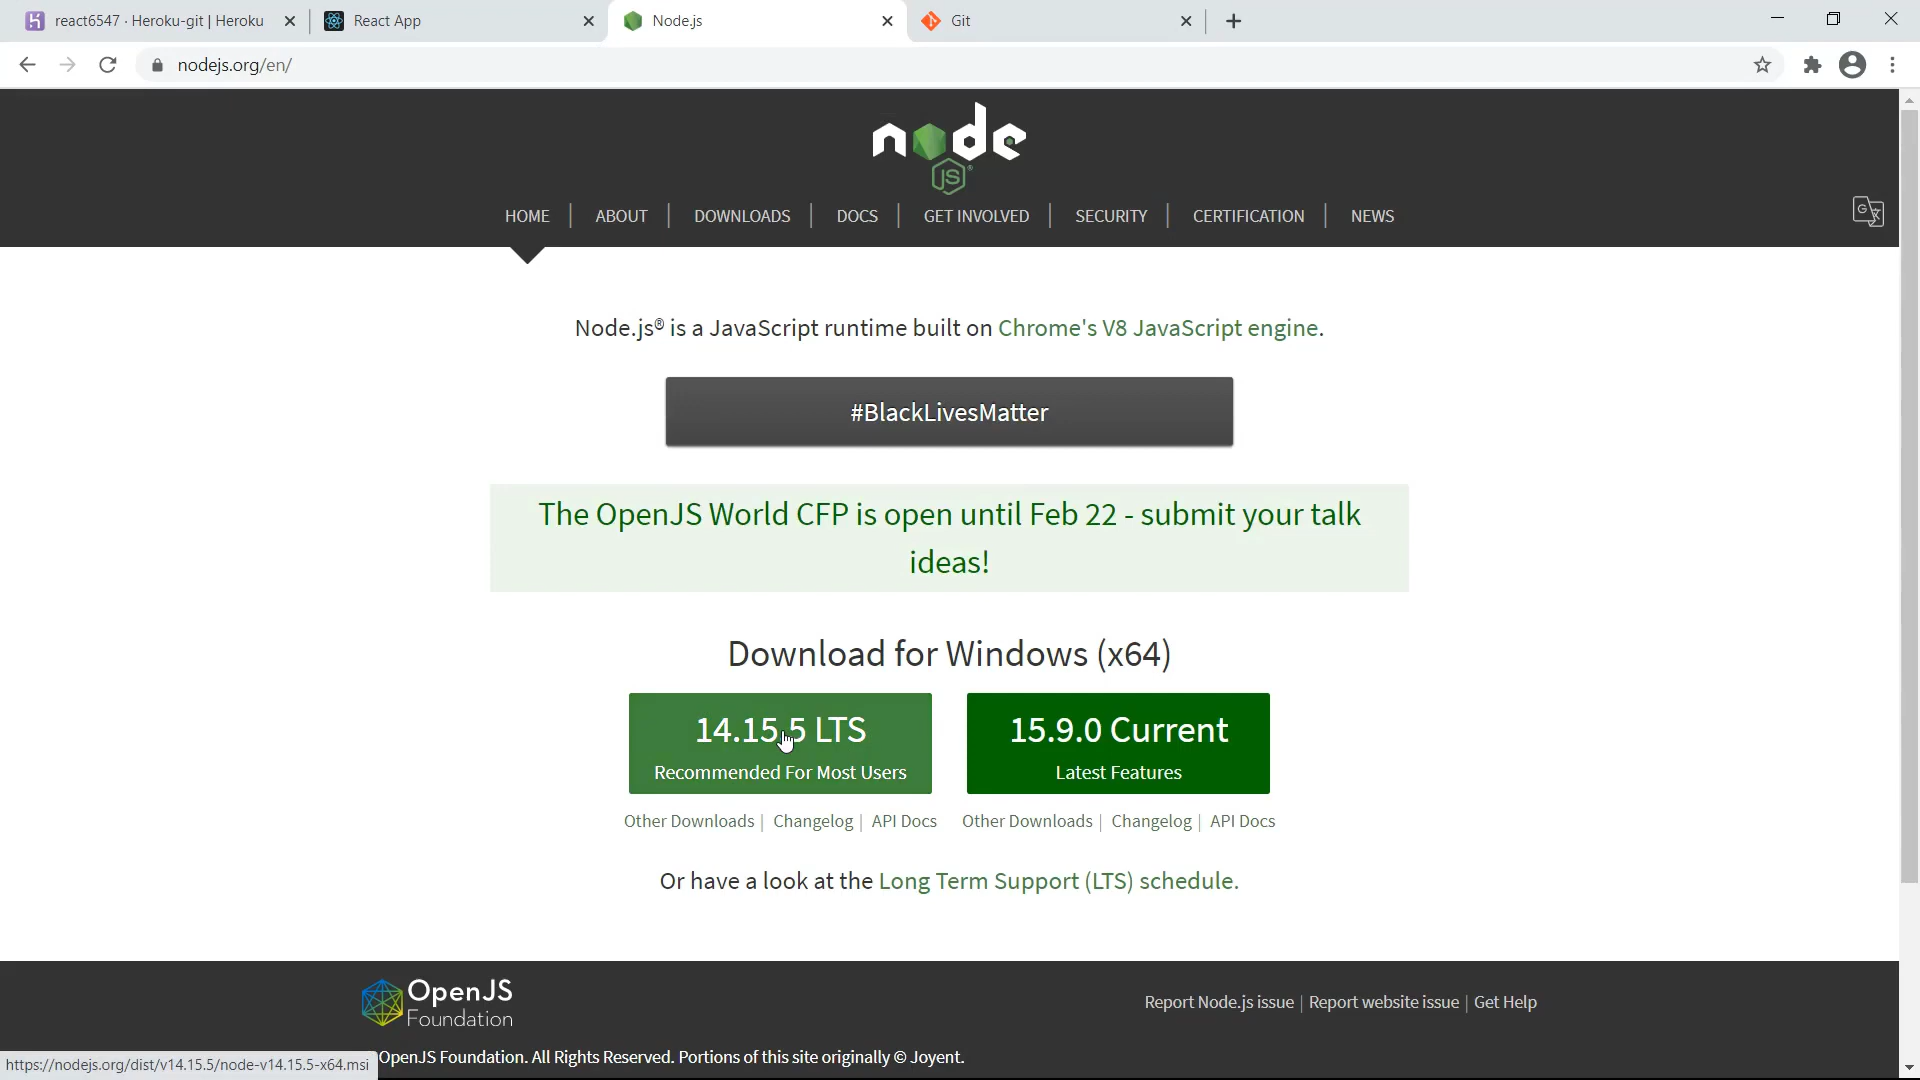 react6547 · Heroku-git | Heroku
React App
Node.js
Git
nodejs.org/en/
node
JS
HOME | ABOUT | DOWNLOADS | DOCS | GET INVOLVED | SECURITY | CERTIFICATION | NEWS
Node.js® is a JavaScript runtime built on Chrome's V8 JavaScript engine.
#BlackLivesMatter
The OpenJS World CFP is open until Feb 22 - submit your talk
ideas!
Download for Windows (x64)
14.15.5 LTS
Recommended For Most Users
15.9.0 Current
Latest Features
Other Downloads | Changelog | API Docs
Other Downloads | Changelog | API Docs
Or have a look at the Long Term Support (LTS) schedule.
OpenJS
Foundation
Report Node.js issue | Report website issue | Get Help
https://nodejs.org/dist/v14.15.5/node-v14.15.5-x64.msi
OpenJS Foundation. All Rights Reserved. Portions of this site originally © Joyent.